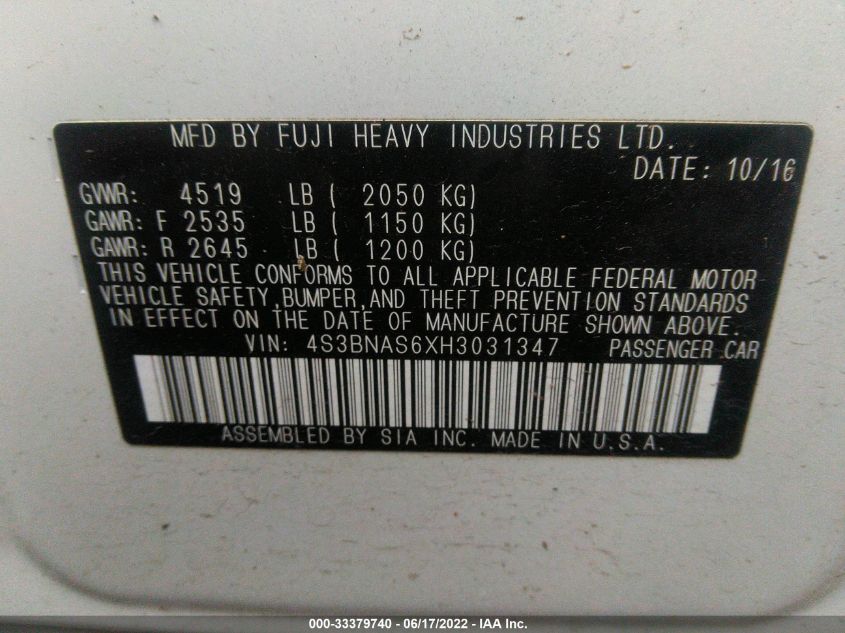 MFD BY FUJI HEAVY INDUSTRIES LTD.
DATE: 10/16
GVWR: 4519 LB ( 2050 KG)
GAWR: F 2535 LB ( 1150 KG)
GAWR: R 2645 LB ( 1200 KG)
THIS VEHICLE CONFORMS TO ALL APPLICABLE FEDERAL MOTOR
VEHICLE SAFETY,BUMPER,AND THEFT PREVENTION STANDARDS
IN EFFECT ON THE DATE OF MANUFACTURE SHOWN ABOVE.
VIN: 4S3BNAS6XH3031347 PASSENGER CAR
ASSEMBLED BY SIA INC. MADE IN U.S.A.
000-33379740 - 06/17/2022 - IAA Inc.